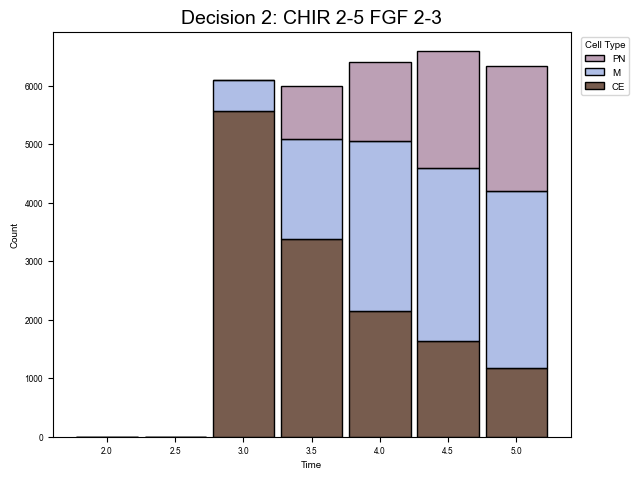 Decision 2: CHIR 2-5 FGF 2-3
Cell Type
PN
M
CE
Count
6000
5000
4000
3000
2000
1000
0
2.0 2.5 3.0 3.5 4.0 4.5 5.0
Time